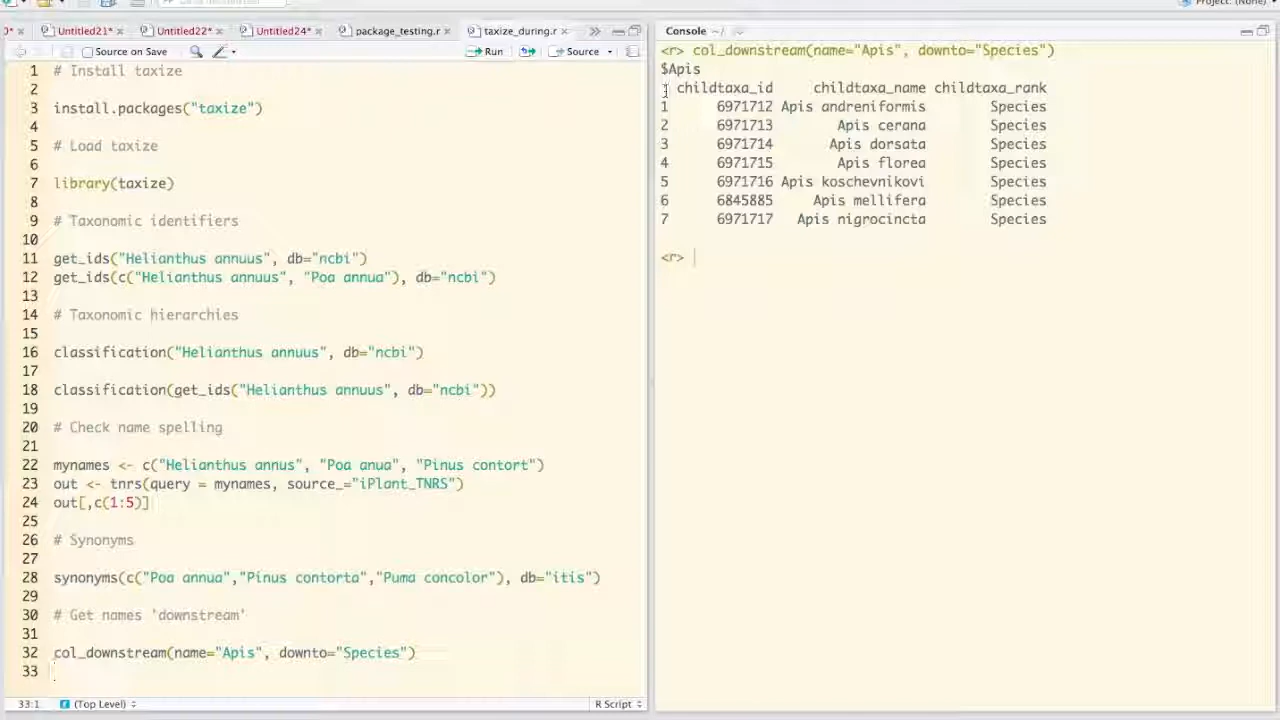 Project: (None)
Untitled21* × Untitled22* × Untitled24* × package_testing.r × taxize_during.r ×
Source on Save Run Source
1 # Install taxize
2
3 install.packages("taxize")
4
5 # Load taxize
6
7 library(taxize)
8
9 # Taxonomic identifiers
10
11 get_ids("Helianthus annuus", db="ncbi")
12 get_ids(c("Helianthus annuus", "Poa annua"), db="ncbi")
13
14 # Taxonomic hierarchies
15
16 classification("Helianthus annuus", db="ncbi")
17
18 classification(get_ids("Helianthus annuus", db="ncbi"))
19
20 # Check name spelling
21
22 mynames <- c("Helianthus annus", "Poa anua", "Pinus contort")
23 out <- tnrs(query = mynames, source_="iPlant_TNRS")
24 out[,c(1:5)]
25
26 # Synonyms
27
28 synonyms(c("Poa annua","Pinus contorta","Puma concolor"), db="itis")
29
30 # Get names 'downstream'
31
32 col_downstream(name="Apis", downto="Species")
33
33:1 (Top Level) R Script
Console ~/
<r> col_downstream(name="Apis", downto="Species")
$Apis
childtaxa_id childtaxa_name childtaxa_rank
1 6971712 Apis andreniformis Species
2 6971713 Apis cerana Species
3 6971714 Apis dorsata Species
4 6971715 Apis florea Species
5 6971716 Apis koschevnikovi Species
6 6845885 Apis mellifera Species
7 6971717 Apis nigrocincta Species
<r>